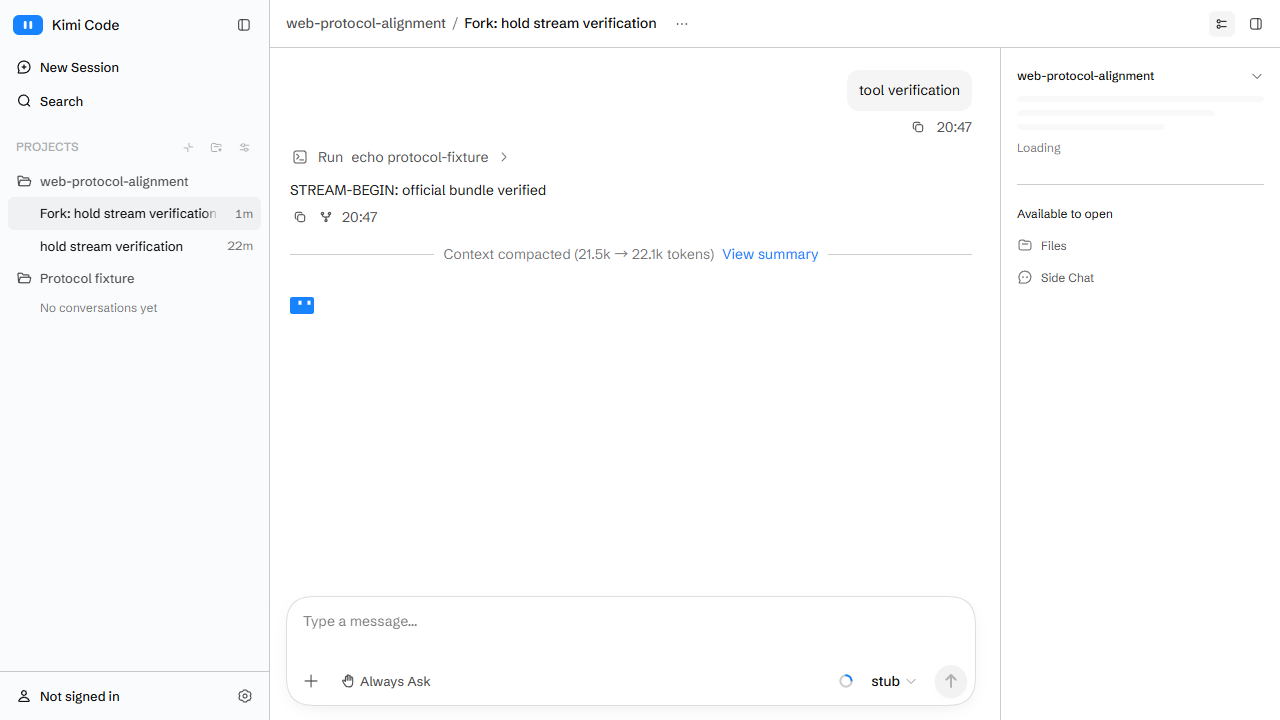 Kimi Code
New Session
Search
PROJECTS
web-protocol-alignment
Fork: hold stream verification 1m
hold stream verification 22m
Protocol fixture
No conversations yet
Not signed in
web-protocol-alignment / Fork: hold stream verification ...
tool verification
20:47
Run echo protocol-fixture
STREAM-BEGIN: official bundle verified
20:47
Context compacted (21.5k → 22.1k tokens) View summary
Type a message...
Always Ask
stub
web-protocol-alignment
Loading
Available to open
Files
Side Chat